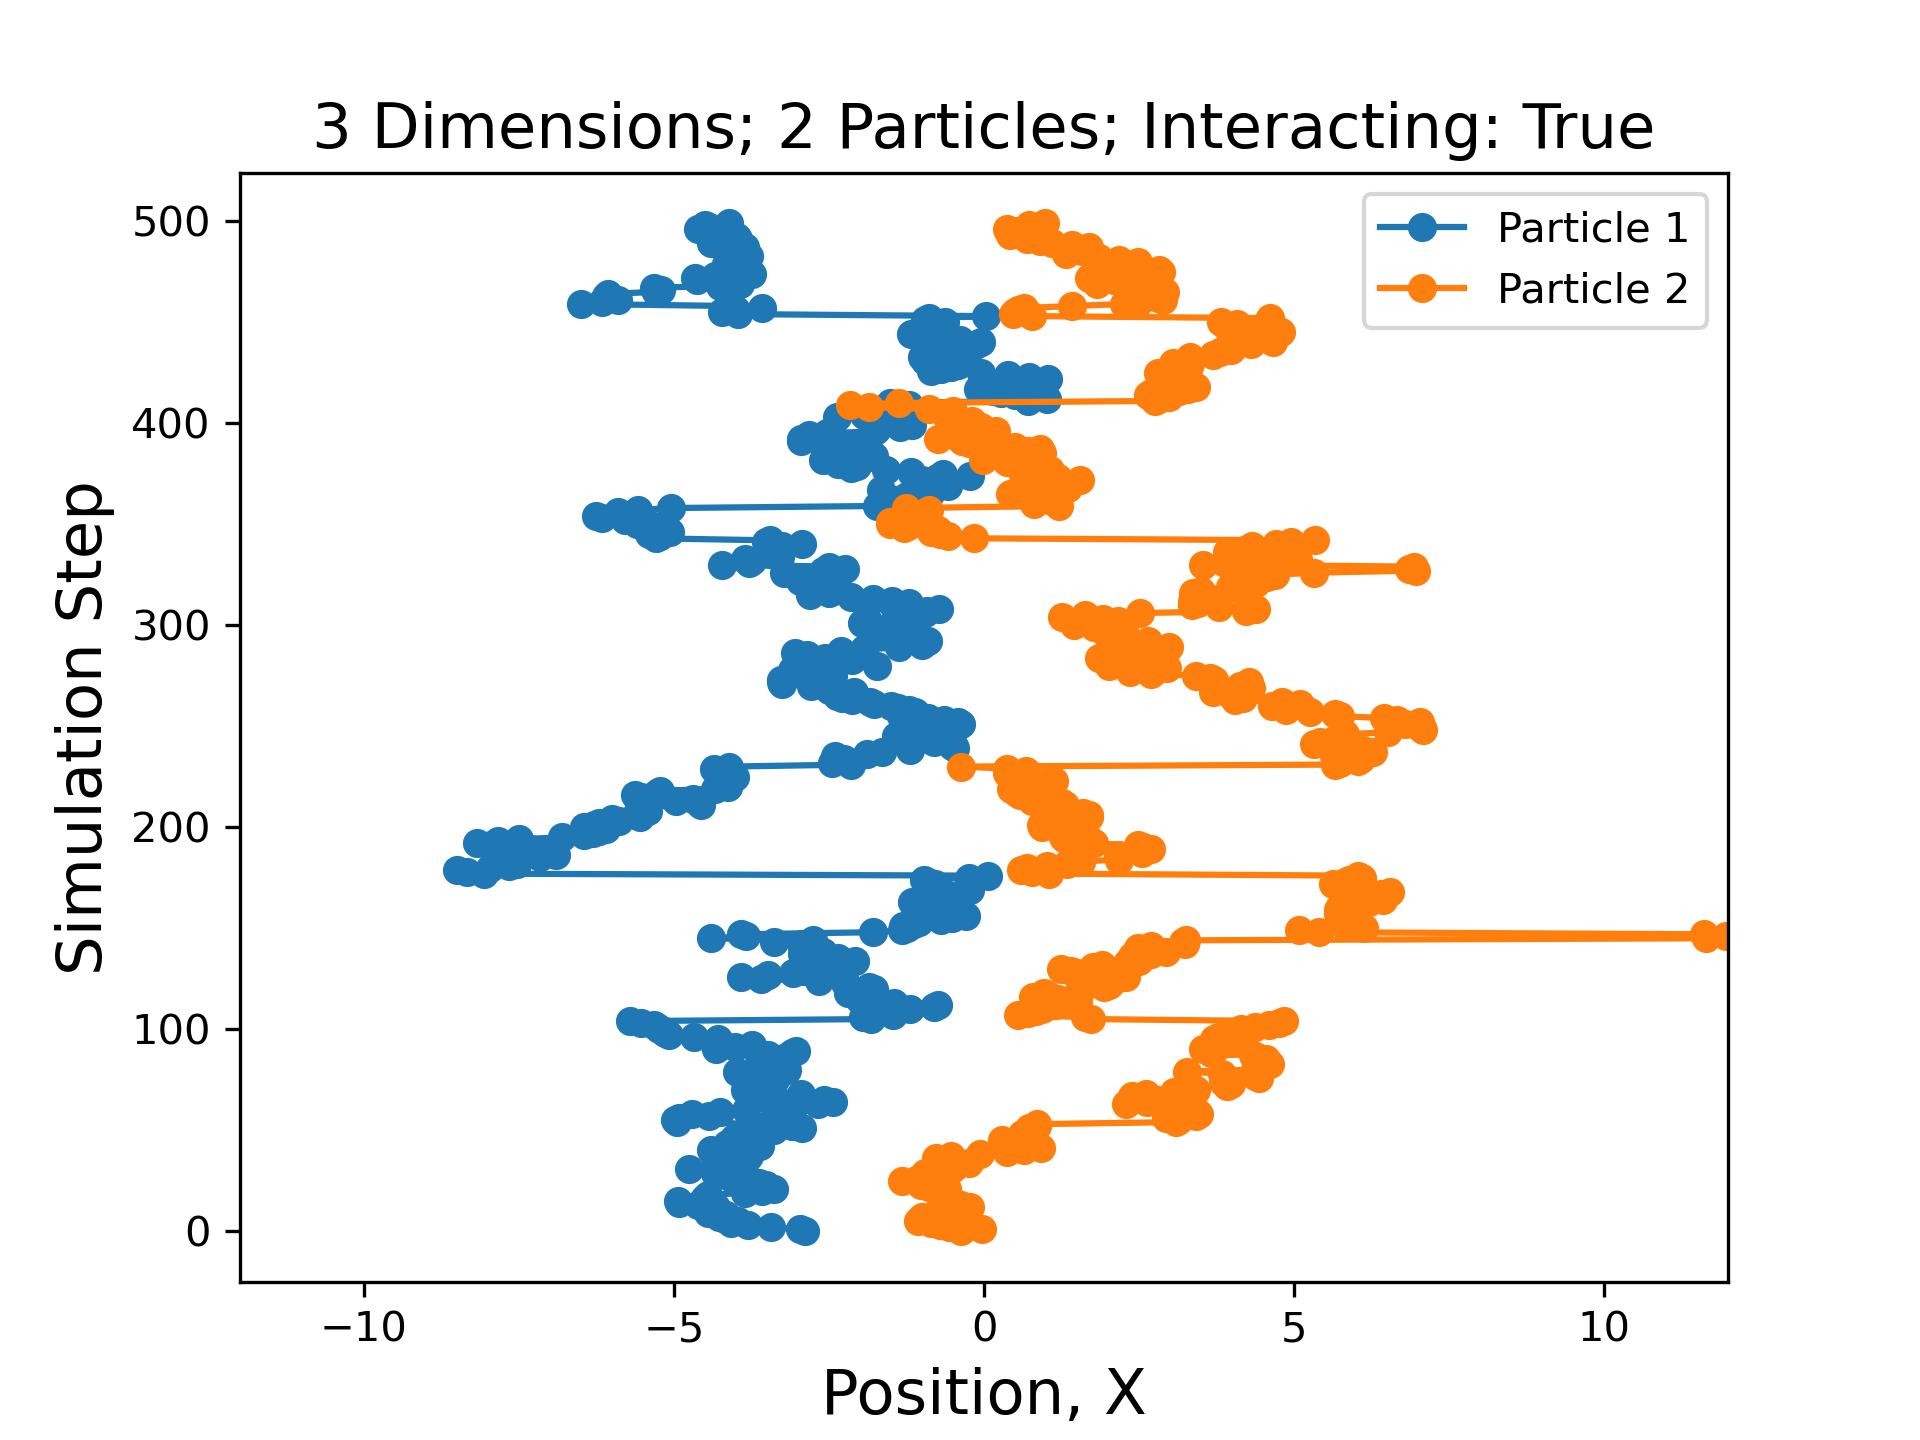 3 Dimensions; 2 Particles; Interacting: True
Particle 1
Particle 2
Simulation Step
500
400
300
200
100
0
−10
−5
0
5
10
Position, X